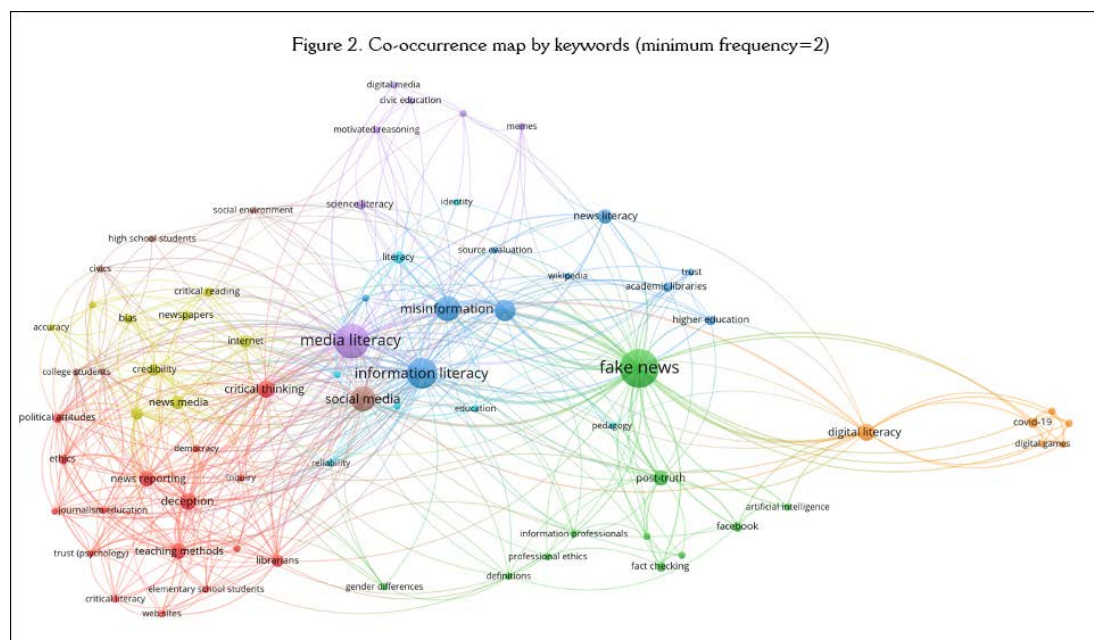 Figure 2. Co-occurrence map by keywords (minimum frequency=2)
digital media
civic education
motivated reasoning
memes
social environment
science literacy
identity
news literacy
high school students
source evaluation
literacy
civics
wikipedia
trust
academic libraries
critical reading
newspapers
misinformation
bias
accuracy
higher education
internet
media literacy
college students
credibility
information literacy
fake news
critical thinking
social media
news media
education
political attitudes
pedagogy
digital literacy
covid-19
digital games
democracy
ethics
reliability
news reporting
inquiry
post-truth
deception
journalism education
artificial intelligence
facebook
information professionals
trust (psychology)
teaching methods
librarians
professional ethics
fact checking
definitions
elementary school students
gender differences
critical literacy
web sites